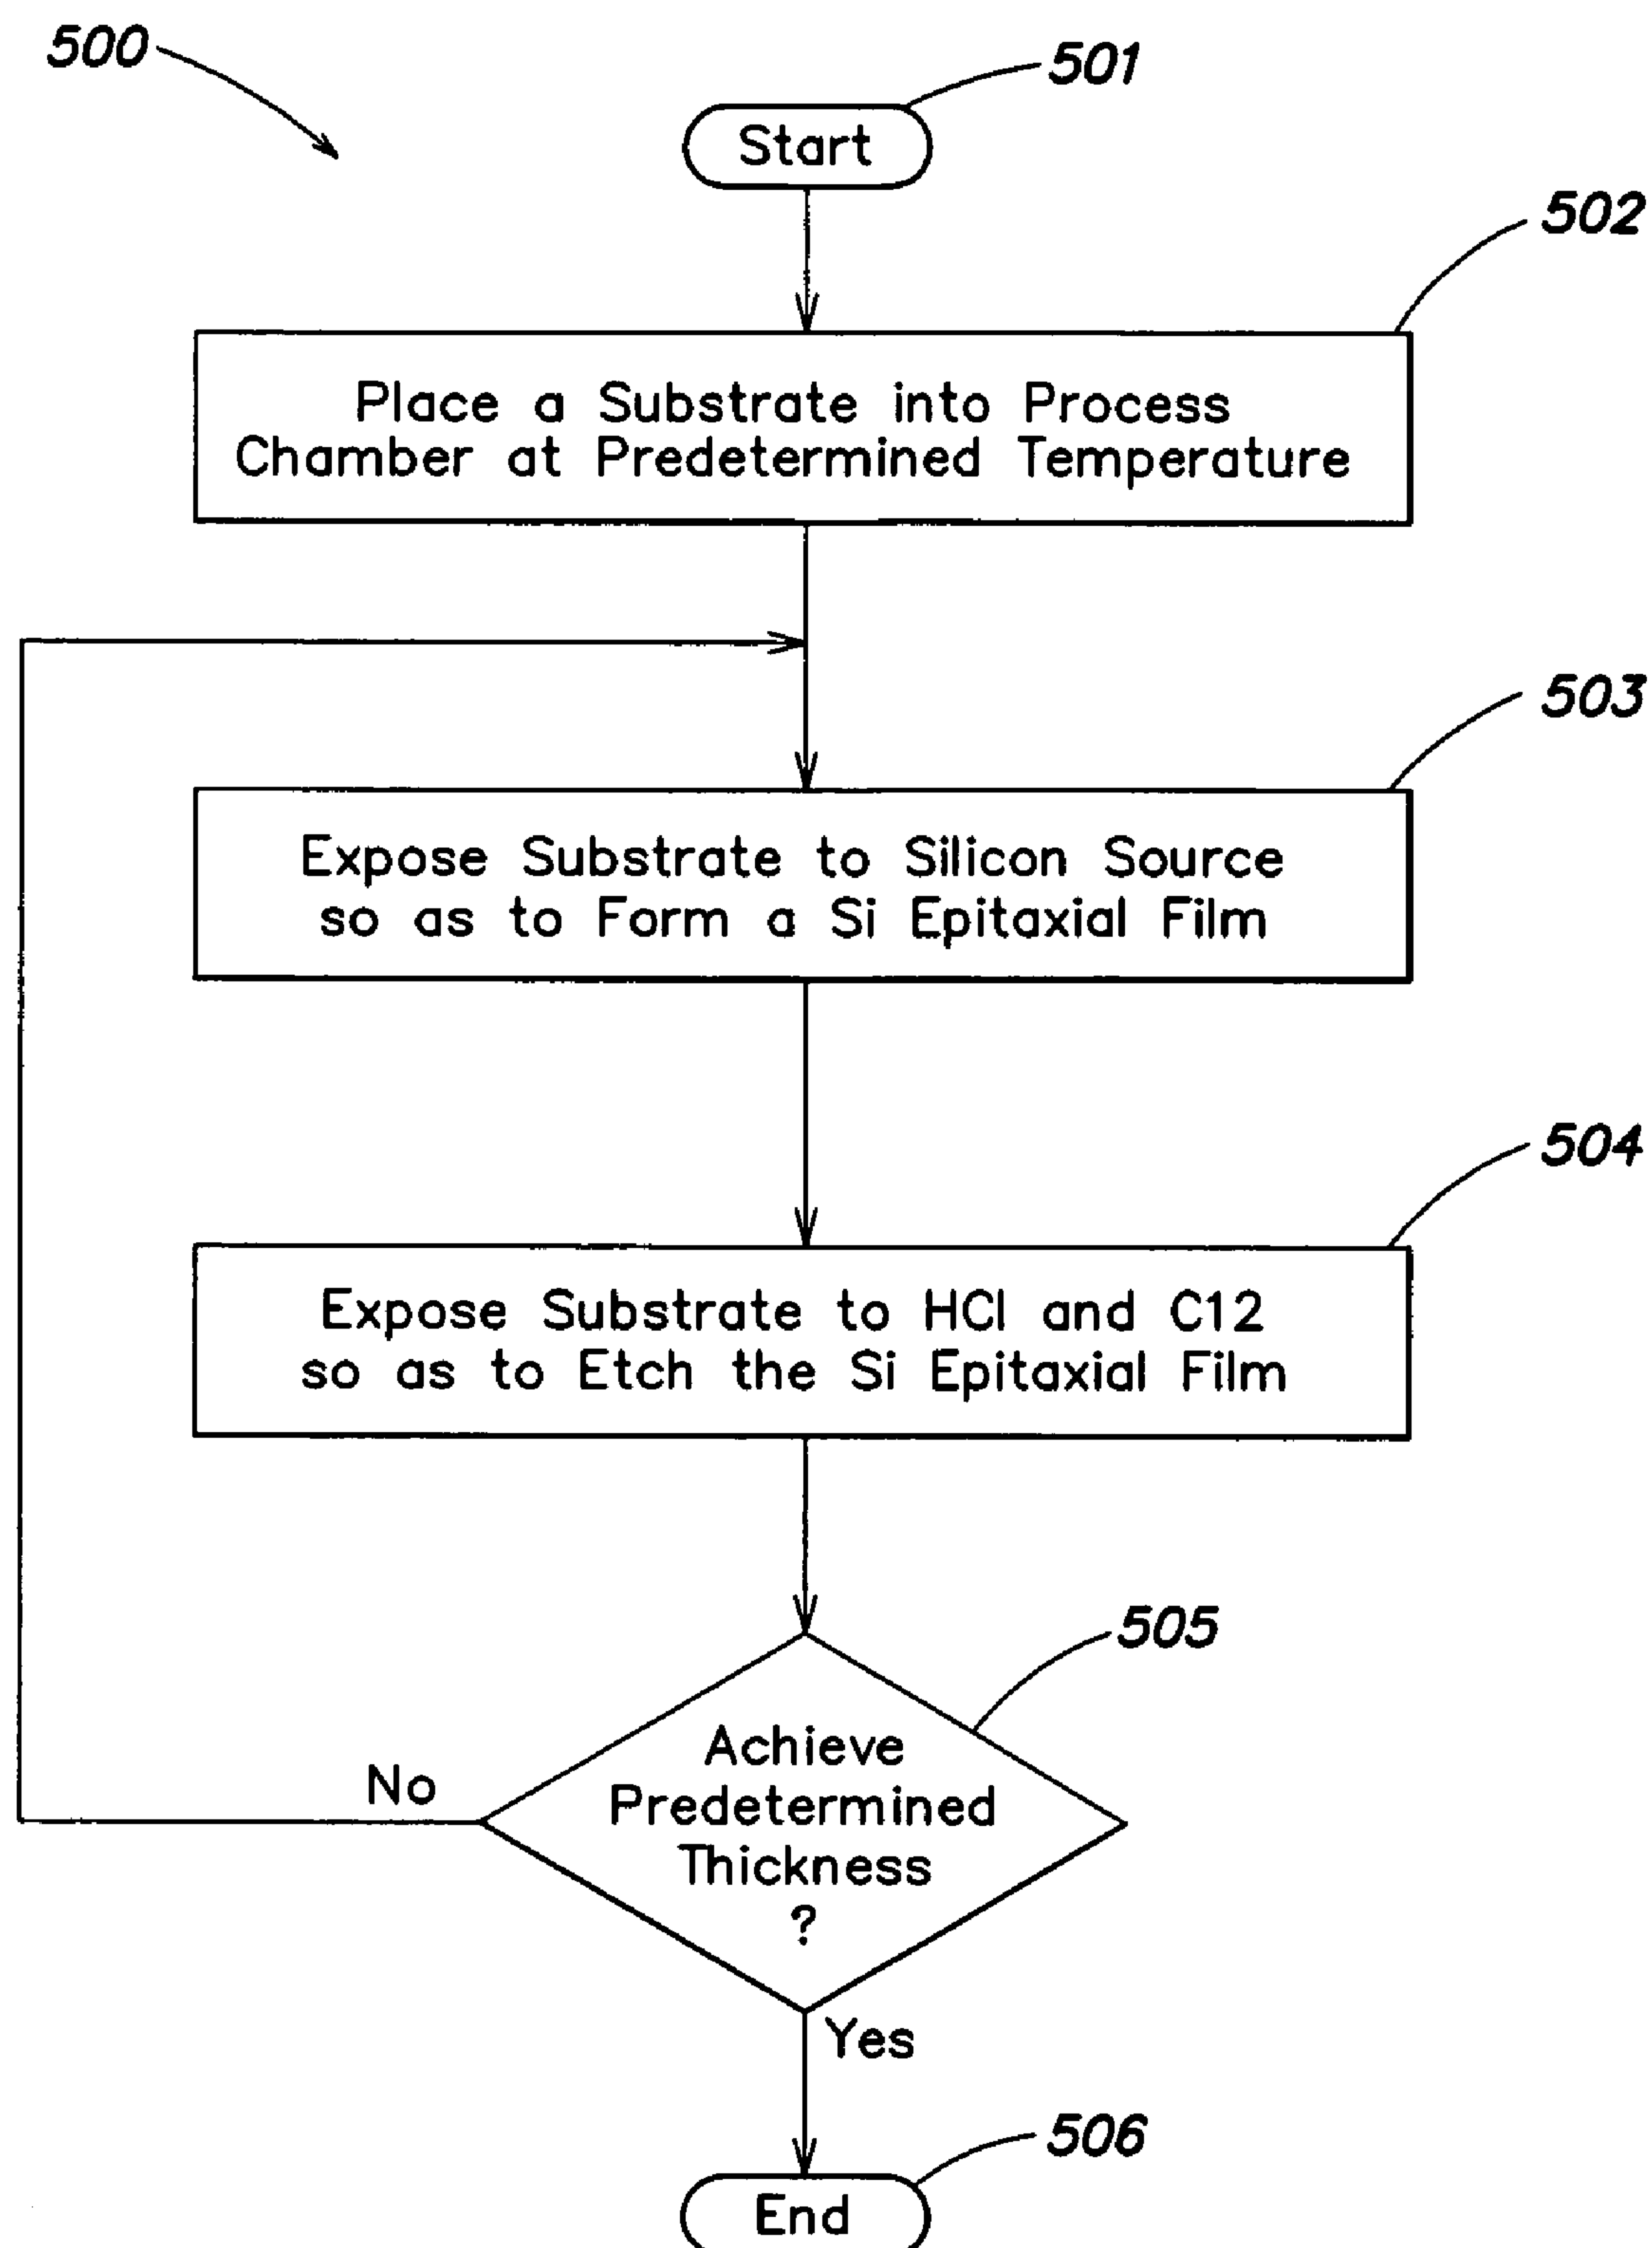 500
501
Start
502
Place a Substrate into Process
Chamber at Predetermined Temperature
503
Expose Substrate to Silicon Source
so as to Form a Si Epitaxial Film
504
Expose Substrate to HCl and C12
so as to Etch the Si Epitaxial Film
505
Achieve
Predetermined
Thickness
?
No
Yes
506
End